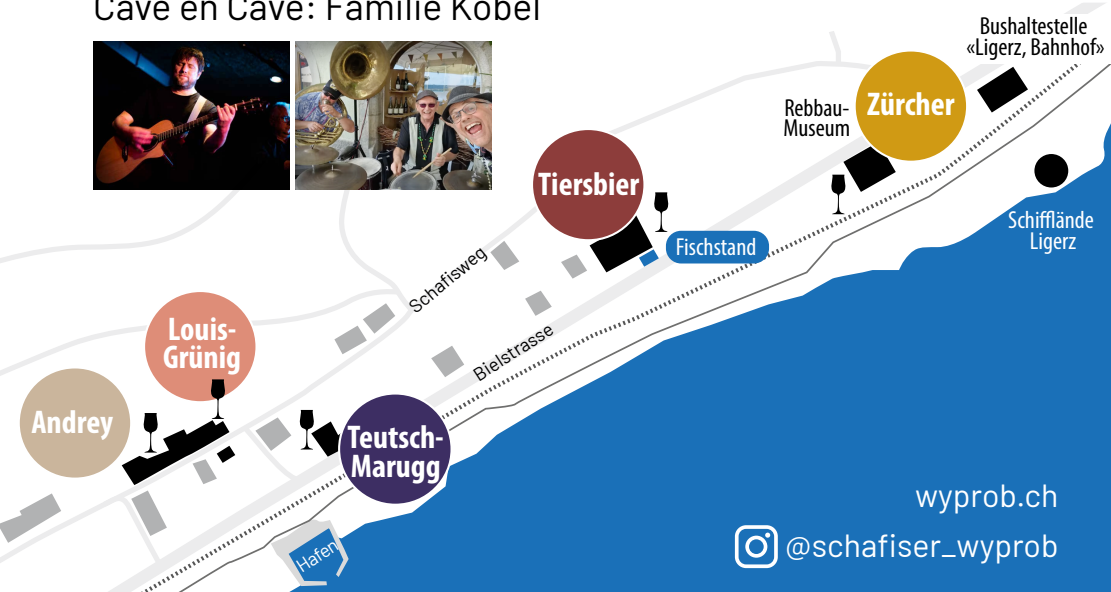 Cave en Cave: Familie Kobel
Bushaltestelle
«Ligerz, Bahnhof»
Rebbau-
Museum
Zürcher
Tiersbier
Fischstand
Schifflände
Ligerz
Schafisweg
Bielstrasse
Louis-
Grünig
Andrey
Teutsch-
Marugg
Hafen
wyprob.ch
@schafiser_wyprob